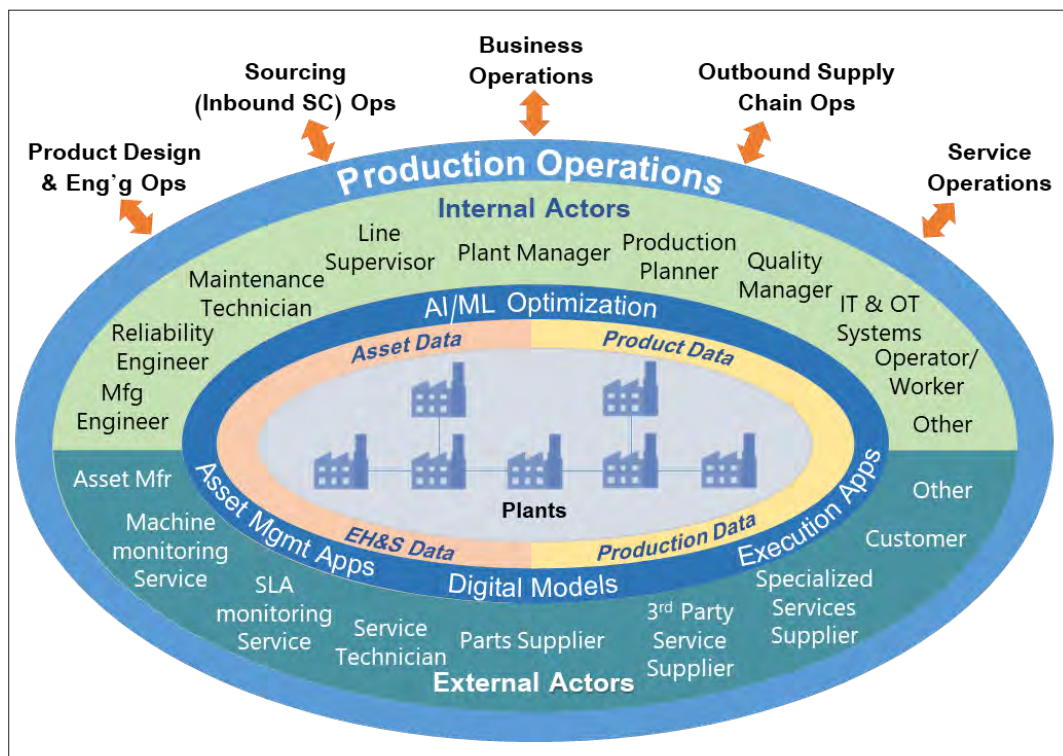 Business
Operations
Sourcing
(Inbound SC) Ops
Outbound Supply
Chain Ops
Product Design
& Eng'g Ops
Service
Operations
Production Operations
Internal Actors
Line
Supervisor
Plant Manager
Production
Planner
Maintenance
Technician
Quality
Manager
Reliability
Engineer
IT & OT
Systems
Mfg
Engineer
Operator/
Worker
Other
AI/ML Optimization
Asset Data
Product Data
Plants
EH&S Data
Production Data
Asset Mgmt Apps
Digital Models
Execution Apps
Asset Mfr
Other
Machine
monitoring
Service
Customer
SLA
monitoring
Service
Service
Technician
Parts Supplier
3rd Party
Service
Supplier
Specialized
Services
Supplier
External Actors